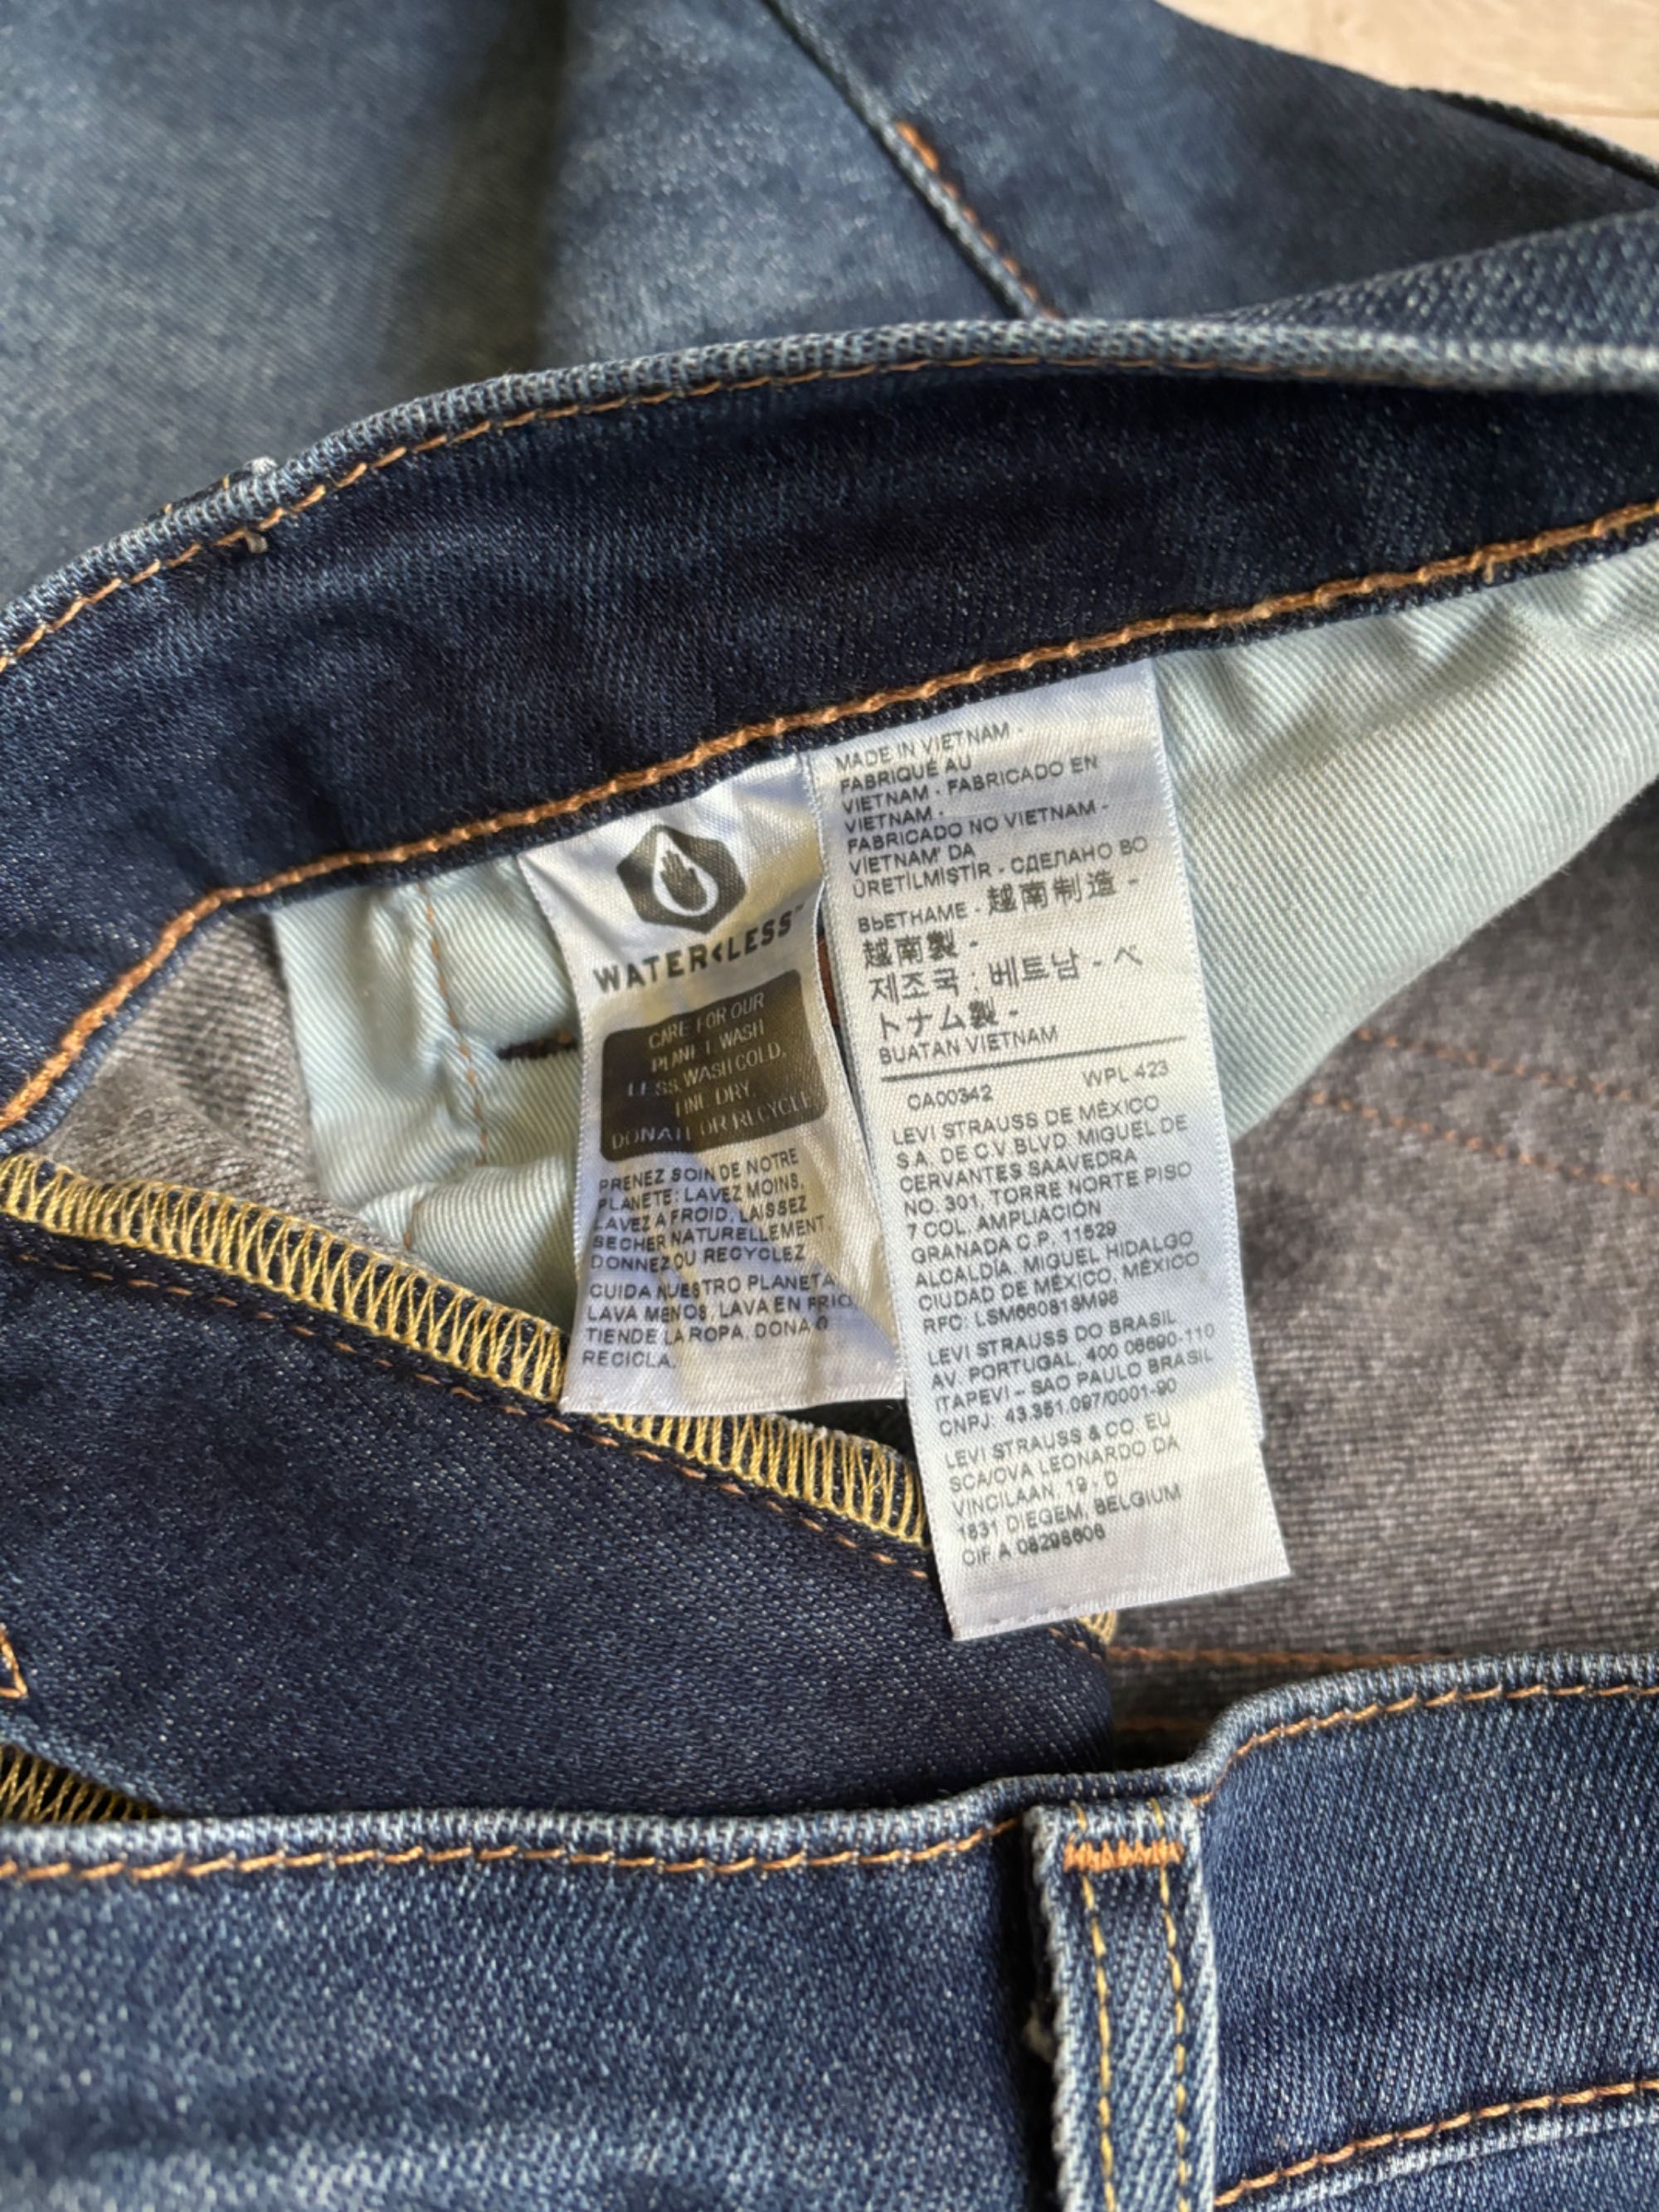 WATER<LESS™
CARE FOR OUR
PLANET WASH
LESS, WASH COLD,
LINE DRY,
DONATE OR RECYCLE
PRENEZ SOIN DE NOTRE
PLANETE: LAVEZ MOINS,
LAVEZ A FROID, LAISSEZ
SECHER NATURELLEMENT,
DONNEZ OU RECYCLEZ
CUIDA NUESTRO PLANETA
LAVA MENOS, LAVA EN FRIO,
TIENDE LA ROPA, DONA O
RECICLA.
MADE IN VIETNAM -
FABRIQUÉ AU
VIETNAM - FABRICADO EN
VIETNAM -
FABRICADO NO VIETNAM -
VİETNAM' DA
ÜRETİLMİŞTİR - СДЕЛАНО ВО
ВЬЕТНАМЕ - 越南制造 -
越南製 -
제조국 : 베트남 - ベ
トナム製 -
BUATAN VIETNAM
CA00342 WPL 423
LEVI STRAUSS DE MÉXICO
S.A. DE C.V. BLVD. MIGUEL DE
CERVANTES SAAVEDRA
NO. 301, TORRE NORTE PISO
7 COL. AMPLIACIÓN
GRANADA C.P. 11529
ALCALDÍA. MIGUEL HIDALGO
CIUDAD DE MÉXICO, MÉXICO
RFC: LSM660818M98
LEVI STRAUSS DO BRASIL
AV. PORTUGAL, 400 06690-110
ITAPEVI – SAO PAULO BRASIL
CNPJ: 43.351.097/0001-90
LEVI STRAUSS & CO. EU
SCA/CVA LEONARDO DA
VINCILAAN, 19, D
1831 DIEGEM, BELGIUM
CIF A 08298606